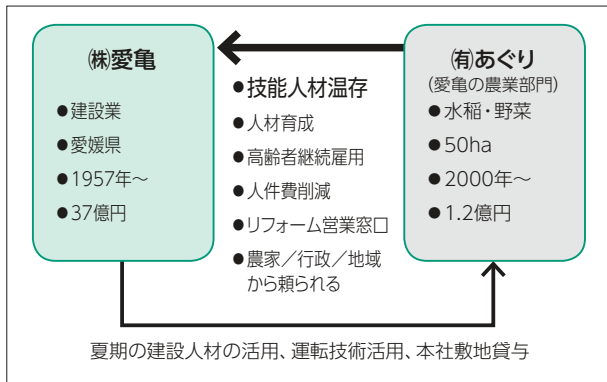 ㈱愛亀
●建設業
●愛媛県
●1957年～
●37億円
●技能人材温存
●人材育成
●高齢者継続雇用
●人件費削減
●リフォーム営業窓口
●農家／行政／地域
から頼られる
㈲あぐり
(愛亀の農業部門)
●水稲・野菜
●50ha
●2000年～
●1.2億円
夏期の建設人材の活用、運転技術活用、本社敷地貸与